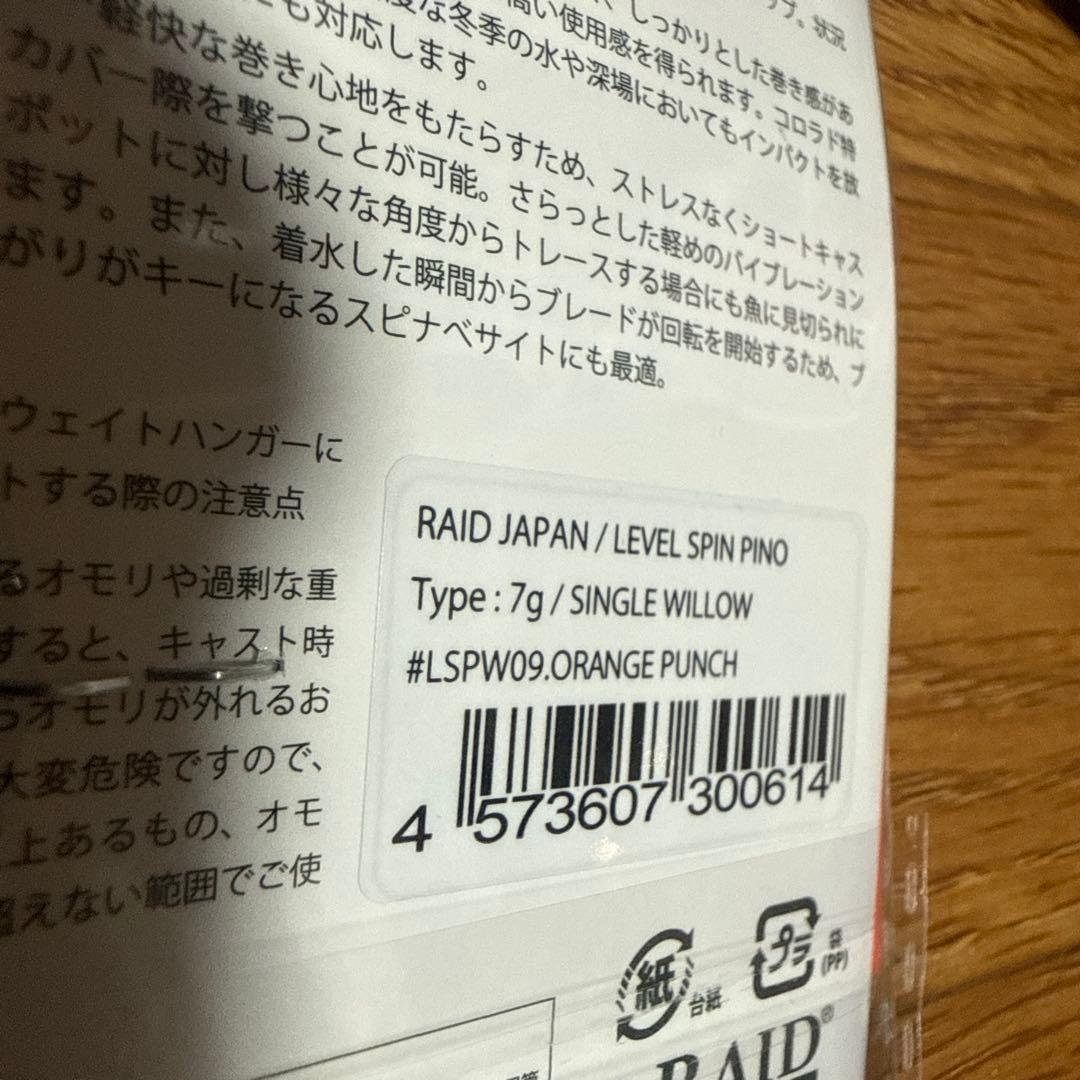 しっかりとした巻き感があ
高い使用感を得られます。コロラド特
な冬季の水や深場においてもインパクトを放
も対応します。
軽快な巻き心地をもたらすため、ストレスなくショートキャス
カバー際を撃つことが可能。さらっとした軽めのバイブレーション
ポットに対し様々な角度からトレースする場合にも魚に見切られに
ます。また、着水した瞬間からブレードが回転を開始するため、ブ
がりがキーになるスピナベサイトにも最適。
ウェイトハンガーに
トする際の注意点
るオモリや過剰な重
すると、キャスト時
らオモリが外れるお
大変危険ですので、
上あるもの、オモ
超えない範囲でご使
RAID JAPAN / LEVEL SPIN PINO
Type : 7g / SINGLE WILLOW
#LSPW09.ORANGE PUNCH
4 573607 300614
紙 台紙
プラ 袋 (PP)
RAID®